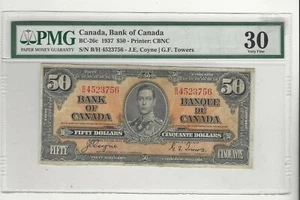 PMG
PAPER MONEY GUARANTY
Canada, Bank of Canada
BC-26c 1937 $50 - Printer: CBNC
S/N B/H 4523756 - J.E. Coyne | G.F. Towers
30
Very Fine
50
B/H 4523756
B/H 4523756
50
BANK OF CANADA
BANQUE DU CANADA
FIFTY DOLLARS
CINQUANTE DOLLARS
FIFTY
50
CINQUANTE